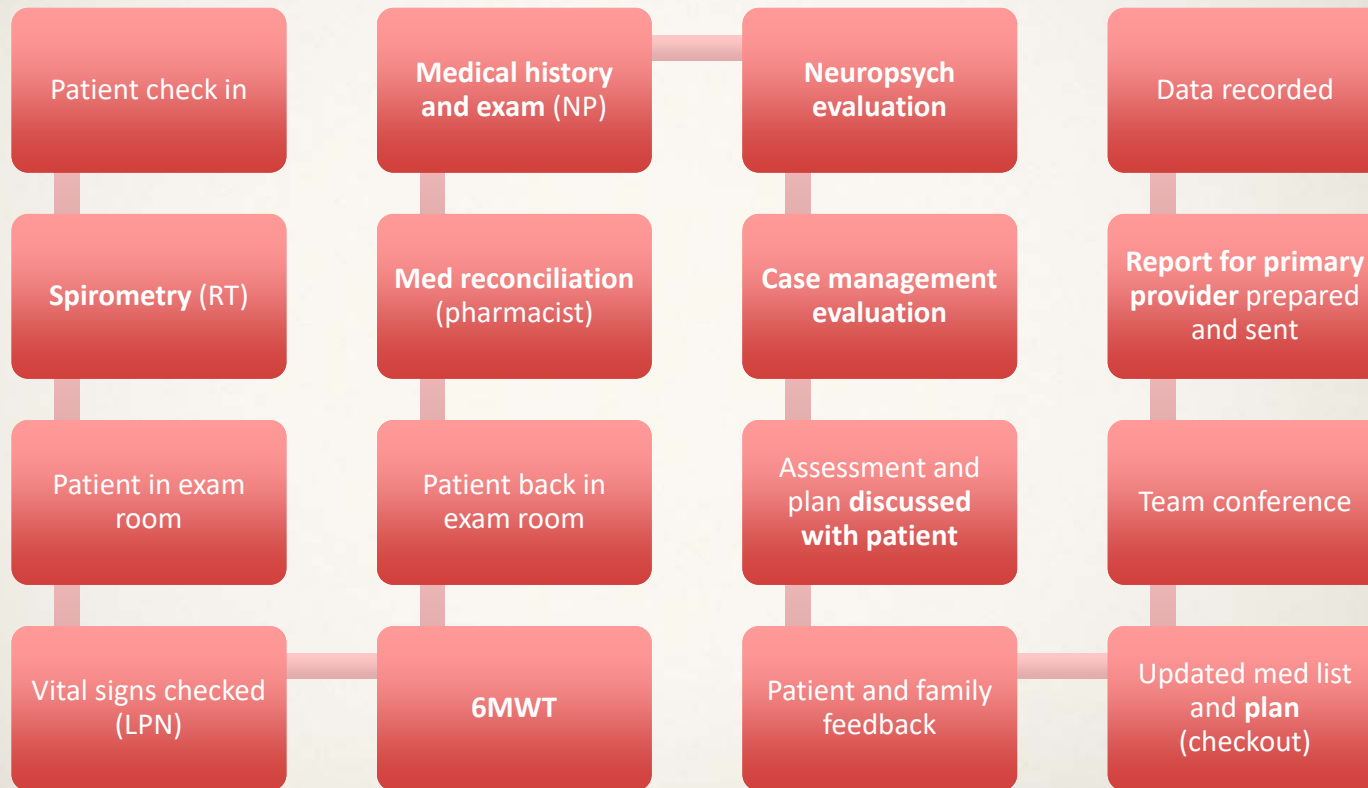 Patient check in
Spirometry (RT)
Patient in exam
room
Vital signs checked
(LPN)
6MWT
Patient back in
exam room
Med reconciliation
(pharmacist)
Medical history
and exam (NP)
Neuropsych
evaluation
Case management
evaluation
Assessment and
plan discussed
with patient
Patient and family
feedback
Updated med list
and plan
(checkout)
Team conference
Report for primary
provider prepared
and sent
Data recorded